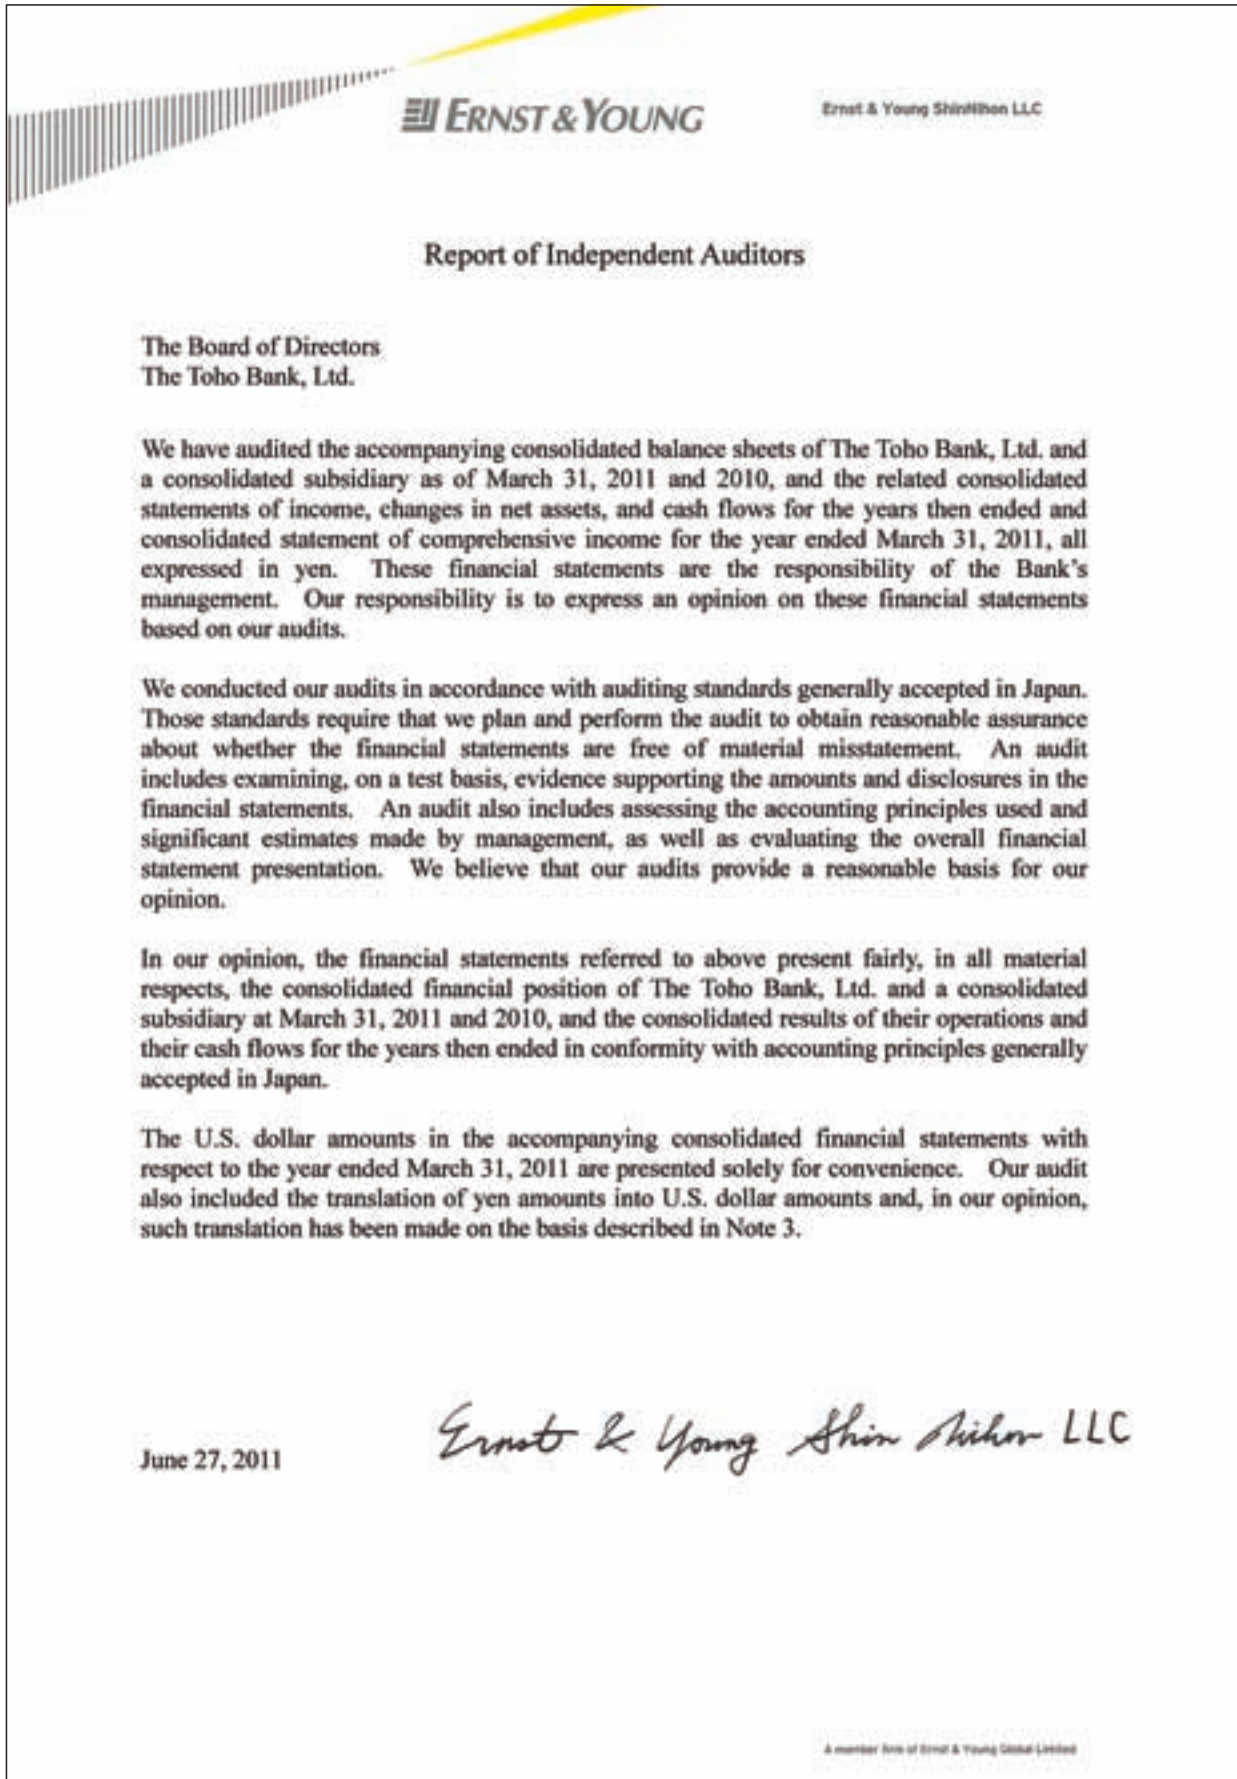 ERNST & YOUNG
Ernst & Young ShinNihon LLC
Report of Independent Auditors
The Board of Directors
The Toho Bank, Ltd.
We have audited the accompanying consolidated balance sheets of The Toho Bank, Ltd. and
a consolidated subsidiary as of March 31, 2011 and 2010, and the related consolidated
statements of income, changes in net assets, and cash flows for the years then ended and
consolidated statement of comprehensive income for the year ended March 31, 2011, all
expressed in yen. These financial statements are the responsibility of the Bank's
management. Our responsibility is to express an opinion on these financial statements
based on our audits.
We conducted our audits in accordance with auditing standards generally accepted in Japan.
Those standards require that we plan and perform the audit to obtain reasonable assurance
about whether the financial statements are free of material misstatement. An audit
includes examining, on a test basis, evidence supporting the amounts and disclosures in the
financial statements. An audit also includes assessing the accounting principles used and
significant estimates made by management, as well as evaluating the overall financial
statement presentation. We believe that our audits provide a reasonable basis for our
opinion.
In our opinion, the financial statements referred to above present fairly, in all material
respects, the consolidated financial position of The Toho Bank, Ltd. and a consolidated
subsidiary at March 31, 2011 and 2010, and the consolidated results of their operations and
their cash flows for the years then ended in conformity with accounting principles generally
accepted in Japan.
The U.S. dollar amounts in the accompanying consolidated financial statements with
respect to the year ended March 31, 2011 are presented solely for convenience. Our audit
also included the translation of yen amounts into U.S. dollar amounts and, in our opinion,
such translation has been made on the basis described in Note 3.
Ernst & Young Shin Nihon LLC
June 27, 2011
A member firm of Ernst & Young Global Limited